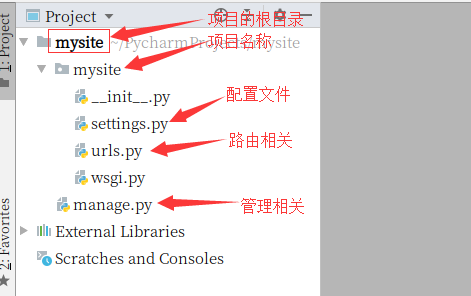 1: Project
Project
项目的根目录
mysite ~/PycharmProjects/mysite
项目名称
mysite
__init__.py
配置文件
settings.py
路由相关
urls.py
wsgi.py
manage.py
管理相关
External Libraries
Scratches and Consoles
2: Favorites